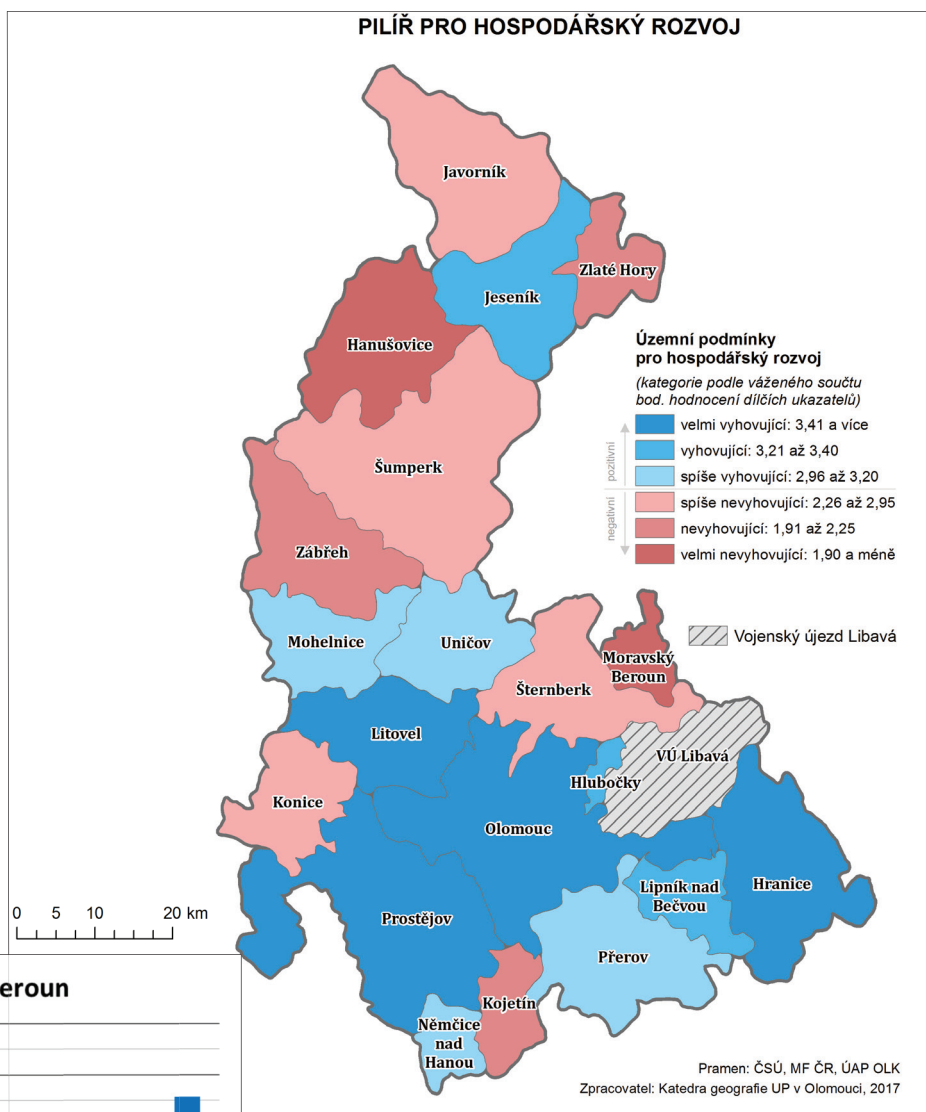 PILÍŘ PRO HOSPODÁŘSKÝ ROZVOJ
Javorník
Zlaté Hory
Jeseník
Hanušovice
Územní podmínky
pro hospodářský rozvoj
(kategorie podle váženého součtu
bod. hodnocení dílčích ukazatelů)
pozitivní
negativní
velmi vyhovující: 3,41 a více
vyhovující: 3,21 až 3,40
spíše vyhovující: 2,96 až 3,20
spíše nevyhovující: 2,26 až 2,95
nevyhovující: 1,91 až 2,25
velmi nevyhovující: 1,90 a méně
Šumperk
Zábřeh
Mohelnice
Uničov
Vojenský újezd Libavá
Moravský
Beroun
Šternberk
Litovel
VÚ Libavá
Hlubočky
Konice
Olomouc
Lipník nad
Bečvou
Hranice
Prostějov
0 5 10 20 km
Přerov
eroun
Kojetín
Němčice
nad
Hanou
Pramen: ČSÚ, MF ČR, ÚAP OLK
Zpracovatel: Katedra geografie UP v Olomouci, 2017